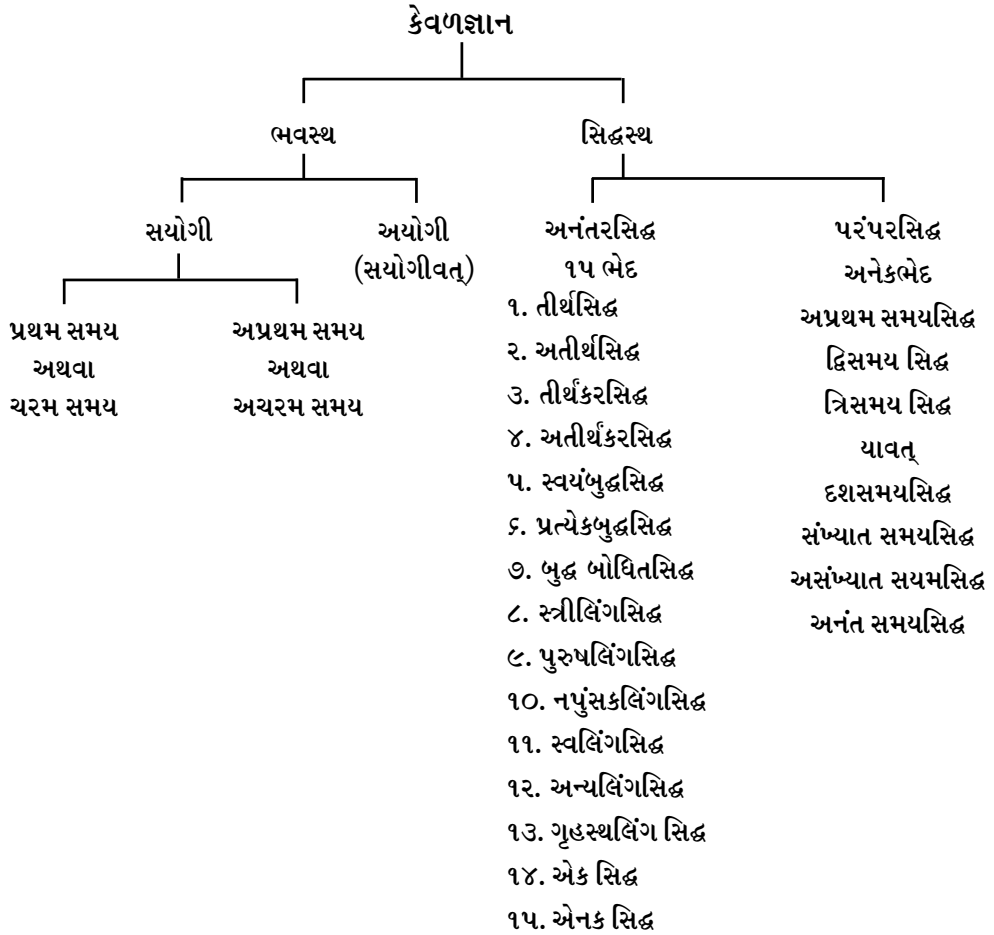 કેવળજ્ઞાન
ભવસ્થ
સિદ્ધસ્થ
સયોગી
અયોગી
(સયોગીવત્)
પ્રથમ સમય
અથવા
ચરમ સમય
અપ્રથમ સમય
અથવા
અચરમ સમય
અનંતરસિદ્ધ
૧૫ ભેદ
૧. તીર્થસિદ્ધ
૨. અતીર્થસિદ્ધ
૩. તીર્થંકરસિદ્ધ
૪. અતીર્થંકરસિદ્ધ
૫. સ્વયંબુદ્ધસિદ્ધ
૬. પ્રત્યેકબુદ્ધસિદ્ધ
૭. બુદ્ધ બોધિતસિદ્ધ
૮. સ્ત્રીલિંગસિદ્ધ
૯. પુરુષલિંગસિદ્ધ
૧૦. નપુંસકલિંગસિદ્ધ
૧૧. સ્વલિંગસિદ્ધ
૧૨. અન્યલિંગસિદ્ધ
૧૩. ગૃહસ્થલિંગ સિદ્ધ
૧૪. એક સિદ્ધ
૧૫. એનક સિદ્ધ
પરંપરસિદ્ધ
અનેકભેદ
અપ્રથમ સમયસિદ્ધ
દ્વિસમય સિદ્ધ
ત્રિસમય સિદ્ધ
યાવત્
દશસમયસિદ્ધ
સંખ્યાત સમયસિદ્ધ
અસંખ્યાત સયમસિદ્ધ
અનંત સમયસિદ્ધ